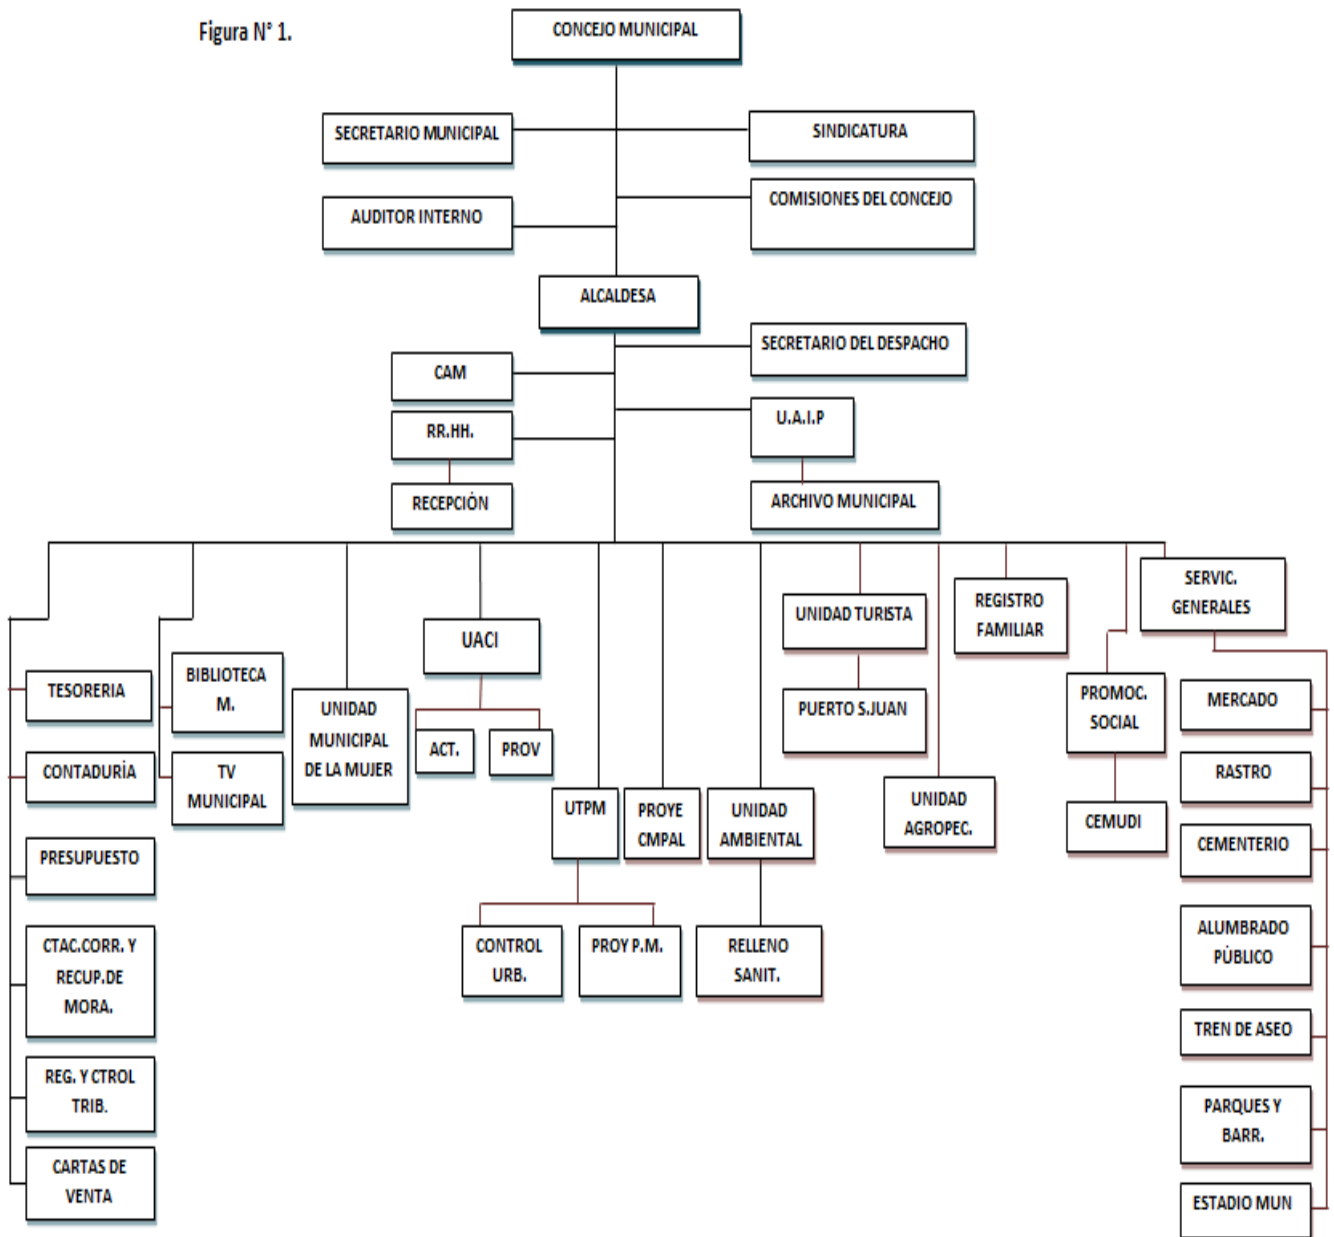 Figura N° 1.
CONCEJO MUNICIPAL
SECRETARIO MUNICIPAL
SINDICATURA
AUDITOR INTERNO
COMISIONES DEL CONCEJO
ALCALDESA
SECRETARIO DEL DESPACHO
CAM
U.A.I.P
RR.HH.
RECEPCIÓN
ARCHIVO MUNICIPAL
TESORERIA
CONTADURÌA
PRESUPUESTO
CTAC.CORR. Y
RECUP.DE
MORA.
REG. Y CTROL
TRIB.
CARTAS DE
VENTA
BIBLIOTECA
M.
TV
MUNICIPAL
UNIDAD
MUNICIPAL
DE LA MUJER
UACI
ACT.
PROV
UTPM
CONTROL
URB.
PROY P.M.
PROYE
CMPAL
UNIDAD
AMBIENTAL
RELLENO
SANIT.
UNIDAD TURISTA
PUERTO S.JUAN
UNIDAD
AGROPEC.
REGISTRO
FAMILIAR
PROMOC.
SOCIAL
CEMUDI
SERVIC.
GENERALES
MERCADO
RASTRO
CEMENTERIO
ALUMBRADO
PÙBLICO
TREN DE ASEO
PARQUES Y
BARR.
ESTADIO MUN